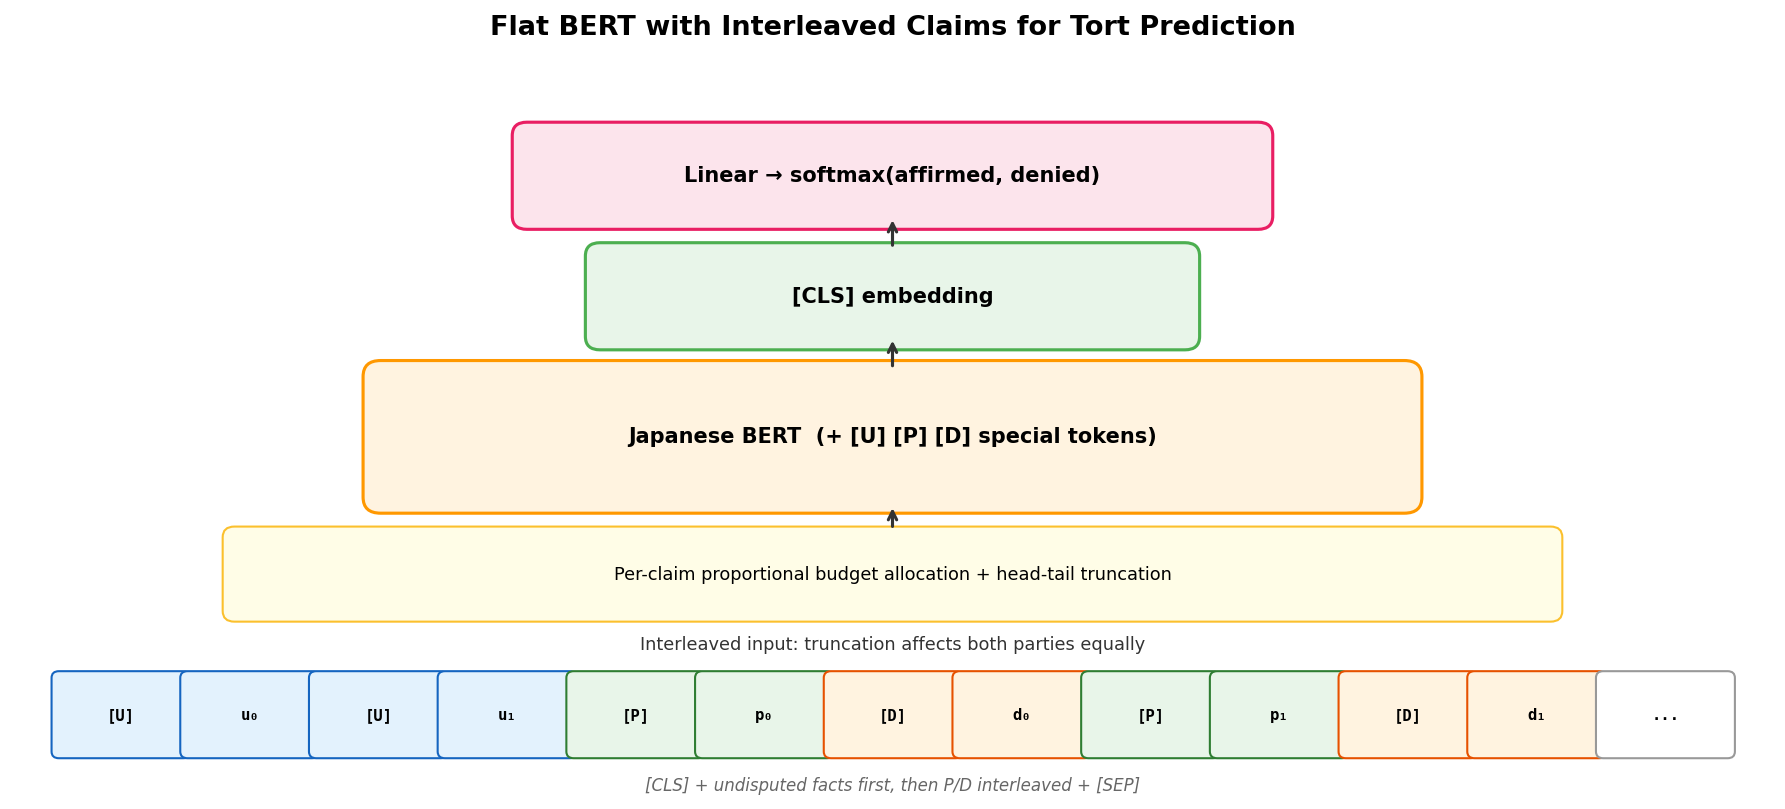 Flat BERT with Interleaved Claims for Tort Prediction
Linear → softmax(affirmed, denied)
[CLS] embedding
Japanese BERT (+ [U] [P] [D] special tokens)
Per-claim proportional budget allocation + head-tail truncation
Interleaved input: truncation affects both parties equally
[U] u₀ [U] u₁ [P] p₀ [D] d₀ [P] p₁ [D] d₁ ...
[CLS] + undisputed facts first, then P/D interleaved + [SEP]